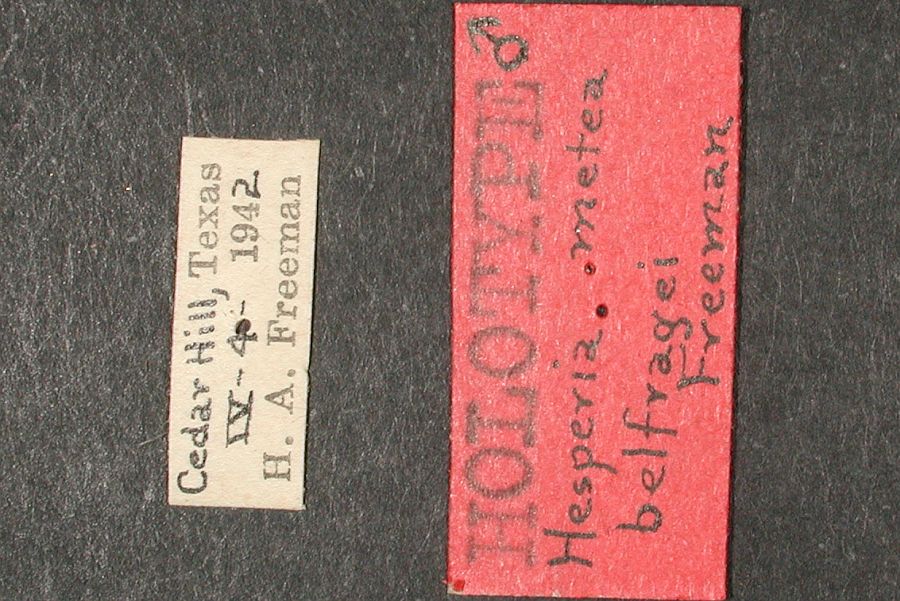 Cedar Hill, Texas
IV-4-1942
H. A. Freeman
HOLOTYPE ♂
Hesperia metea
belfragei
Freeman